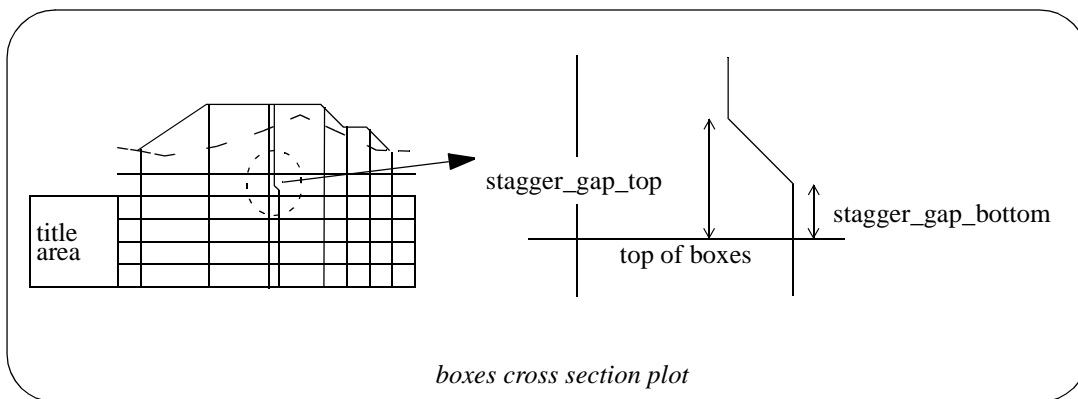 title
area
stagger_gap_top
stagger_gap_bottom
top of boxes
boxes cross section plot